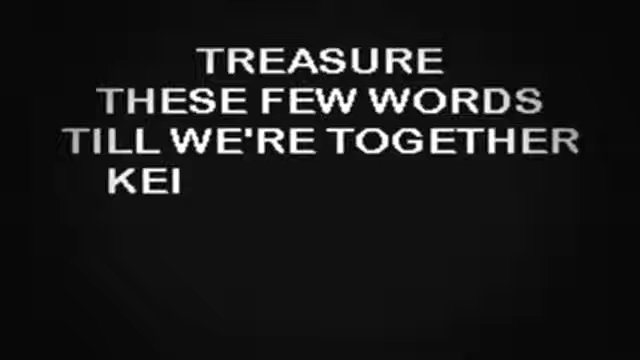 TREASURE
THESE FEW WORDS
TILL WE'RE TOGETHER
KEI